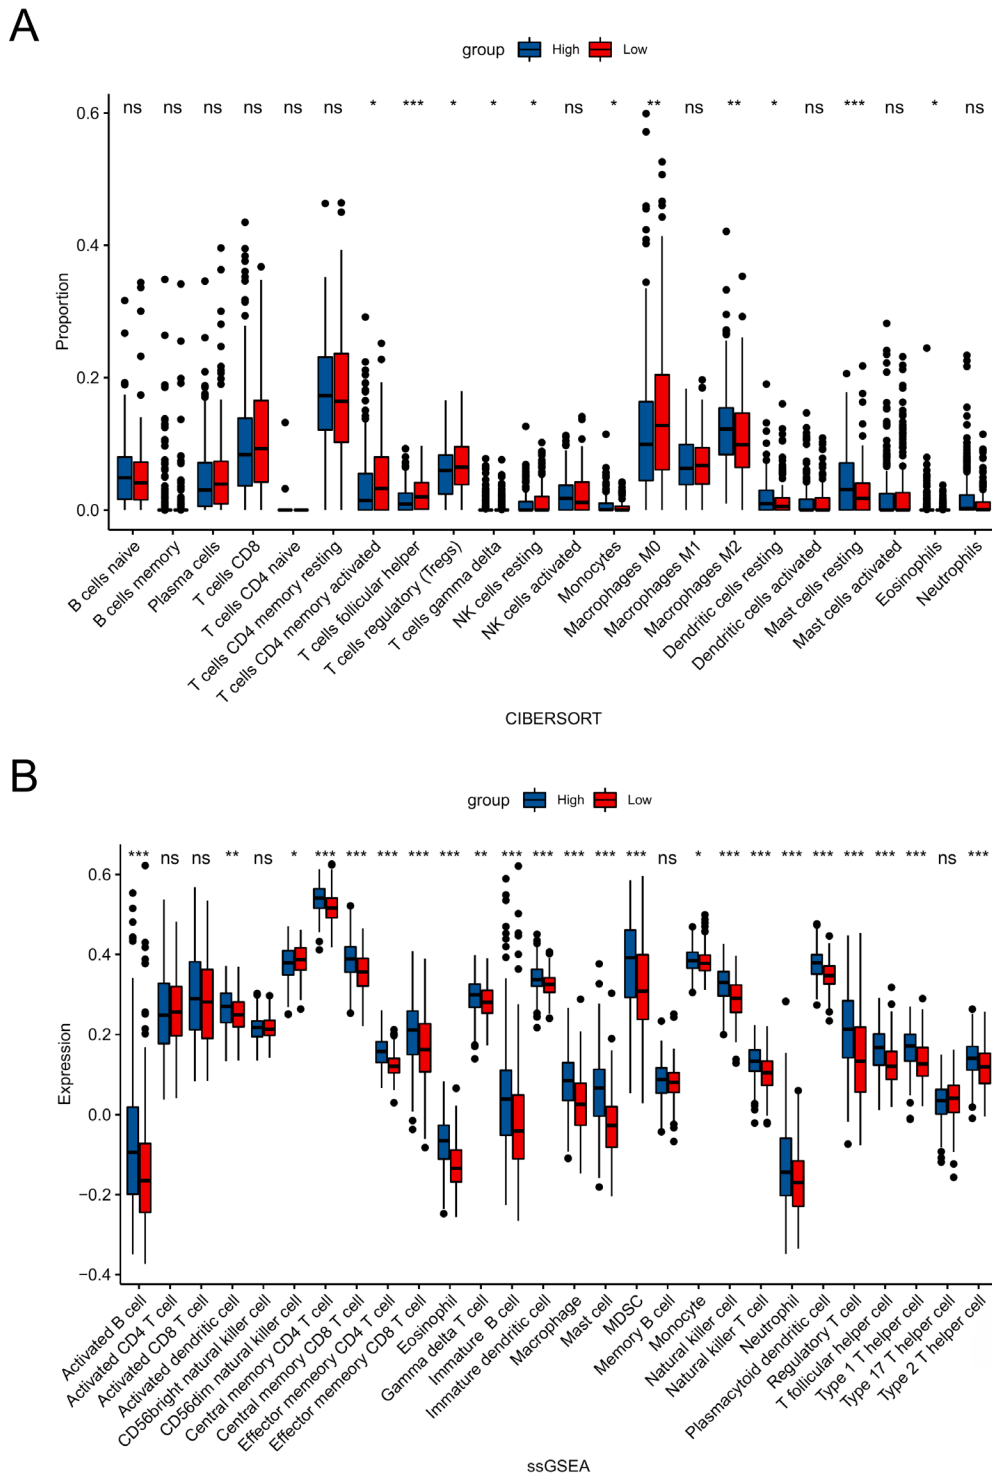 A
group High Low
ns ns ns ns ns ns * *** * * * ns * ** ns ** * ns *** ns * ns
0.6
0.4
0.2
0.0
Proportion
B cells naive
B cells memory
Plasma cells
T cells CD8
T cells CD4 naive
T cells CD4 memory resting
T cells CD4 memory activated
T cells follicular helper
T cells regulatory (Tregs)
T cells gamma delta
NK cells resting
NK cells activated
Monocytes
Macrophages M0
Macrophages M1
Macrophages M2
Dendritic cells resting
Dendritic cells activated
Mast cells resting
Mast cells activated
Eosinophils
Neutrophils
CIBERSORT
B
group High Low
*** ns ns ** ns * *** *** *** *** *** ** *** *** *** *** *** ns * *** *** *** *** *** *** *** ns ***
0.6
0.4
0.2
0.0
−0.2
−0.4
Expression
Activated B cell
Activated CD4 T cell
Activated CD8 T cell
Activated dendritic cell
CD56bright natural killer cell
CD56dim natural killer cell
Central memory CD4 T cell
Central memory CD8 T cell
Effector memory CD4 T cell
Effector memory CD8 T cell
Eosinophil
Gamma delta T cell
Immature B cell
Immature dendritic cell
Macrophage
Mast cell
MDSC
Memory B cell
Monocyte
Natural killer cell
Natural killer T cell
Neutrophil
Plasmacytoid dendritic cell
Regulatory T cell
T follicular helper cell
Type 1 T helper cell
Type 17 T helper cell
Type 2 T helper cell
ssGSEA